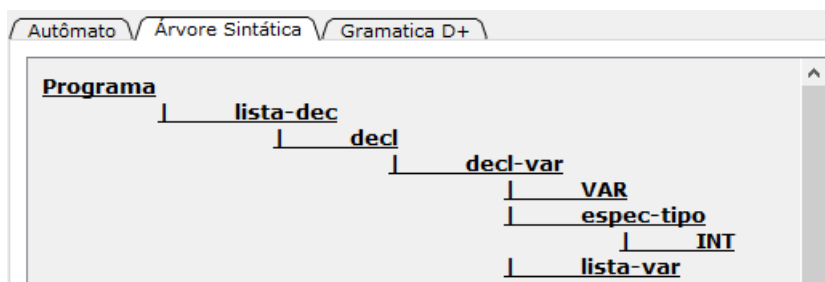 Autômato Árvore Sintática Gramatica D+
Programa
| lista-dec
| decl
| decl-var
| VAR
| espec-tipo
| INT
| lista-var